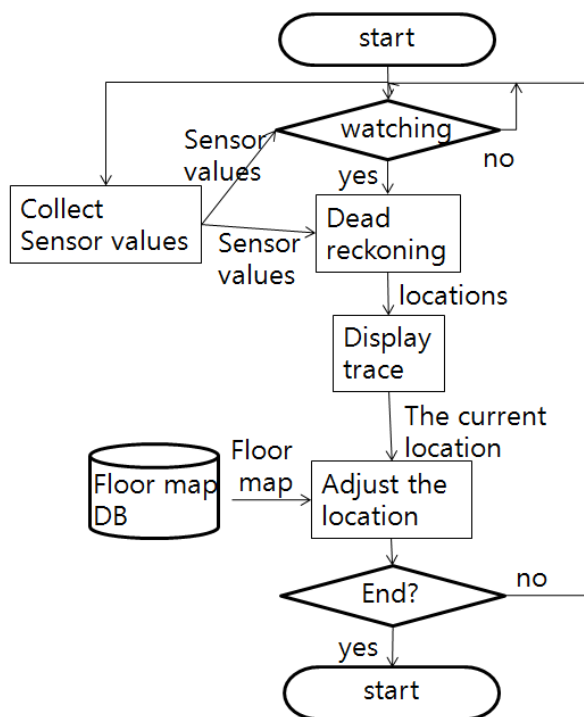 start
watching
no
yes
Sensor
values
Collect
Sensor values
Sensor
values
Dead
reckoning
locations
Display
trace
The current
location
Floor
map
Floor map
DB
Adjust the
location
End?
no
yes
start